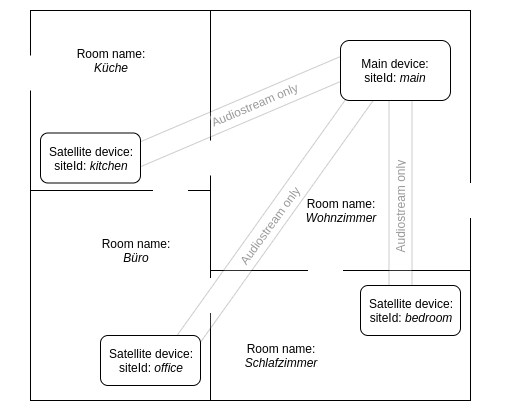 Room name:
Küche
Main device:
siteId: main
Audiostream only
Satellite device:
siteId: kitchen
Room name:
Wohnzimmer
Audiostream only
Audiostream only
Room name:
Büro
Satellite device:
siteId: bedroom
Satellite device:
siteId: office
Room name:
Schlafzimmer